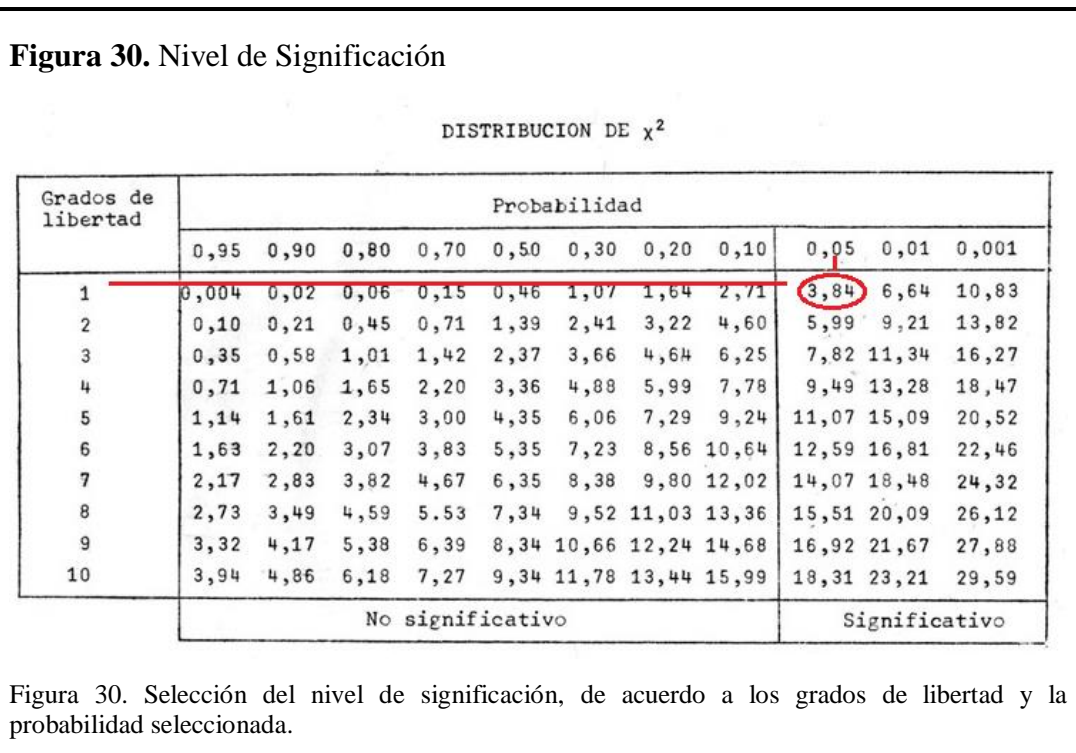 Figura 30. Nivel de Significación
DISTRIBUCION DE χ²
Grados de libertad Probabilidad
0,95 0,90 0,80 0,70 0,50 0,30 0,20 0,10 0,05 0,01 0,001
1 0,004 0,02 0,06 0,15 0,46 1,07 1,64 2,71 3,84 6,64 10,83
2 0,10 0,21 0,45 0,71 1,39 2,41 3,22 4,60 5,99 9,21 13,82
3 0,35 0,58 1,01 1,42 2,37 3,66 4,64 6,25 7,82 11,34 16,27
4 0,71 1,06 1,65 2,20 3,36 4,88 5,99 7,78 9,49 13,28 18,47
5 1,14 1,61 2,34 3,00 4,35 6,06 7,29 9,24 11,07 15,09 20,52
6 1,63 2,20 3,07 3,83 5,35 7,23 8,56 10,64 12,59 16,81 22,46
7 2,17 2,83 3,82 4,67 6,35 8,38 9,80 12,02 14,07 18,48 24,32
8 2,73 3,49 4,59 5.53 7,34 9,52 11,03 13,36 15,51 20,09 26,12
9 3,32 4,17 5,38 6,39 8,34 10,66 12,24 14,68 16,92 21,67 27,88
10 3,94 4,86 6,18 7,27 9,34 11,78 13,44 15,99 18,31 23,21 29,59
No significativo Significativo
Figura 30. Selección del nivel de significación, de acuerdo a los grados de libertad y la
probabilidad seleccionada.